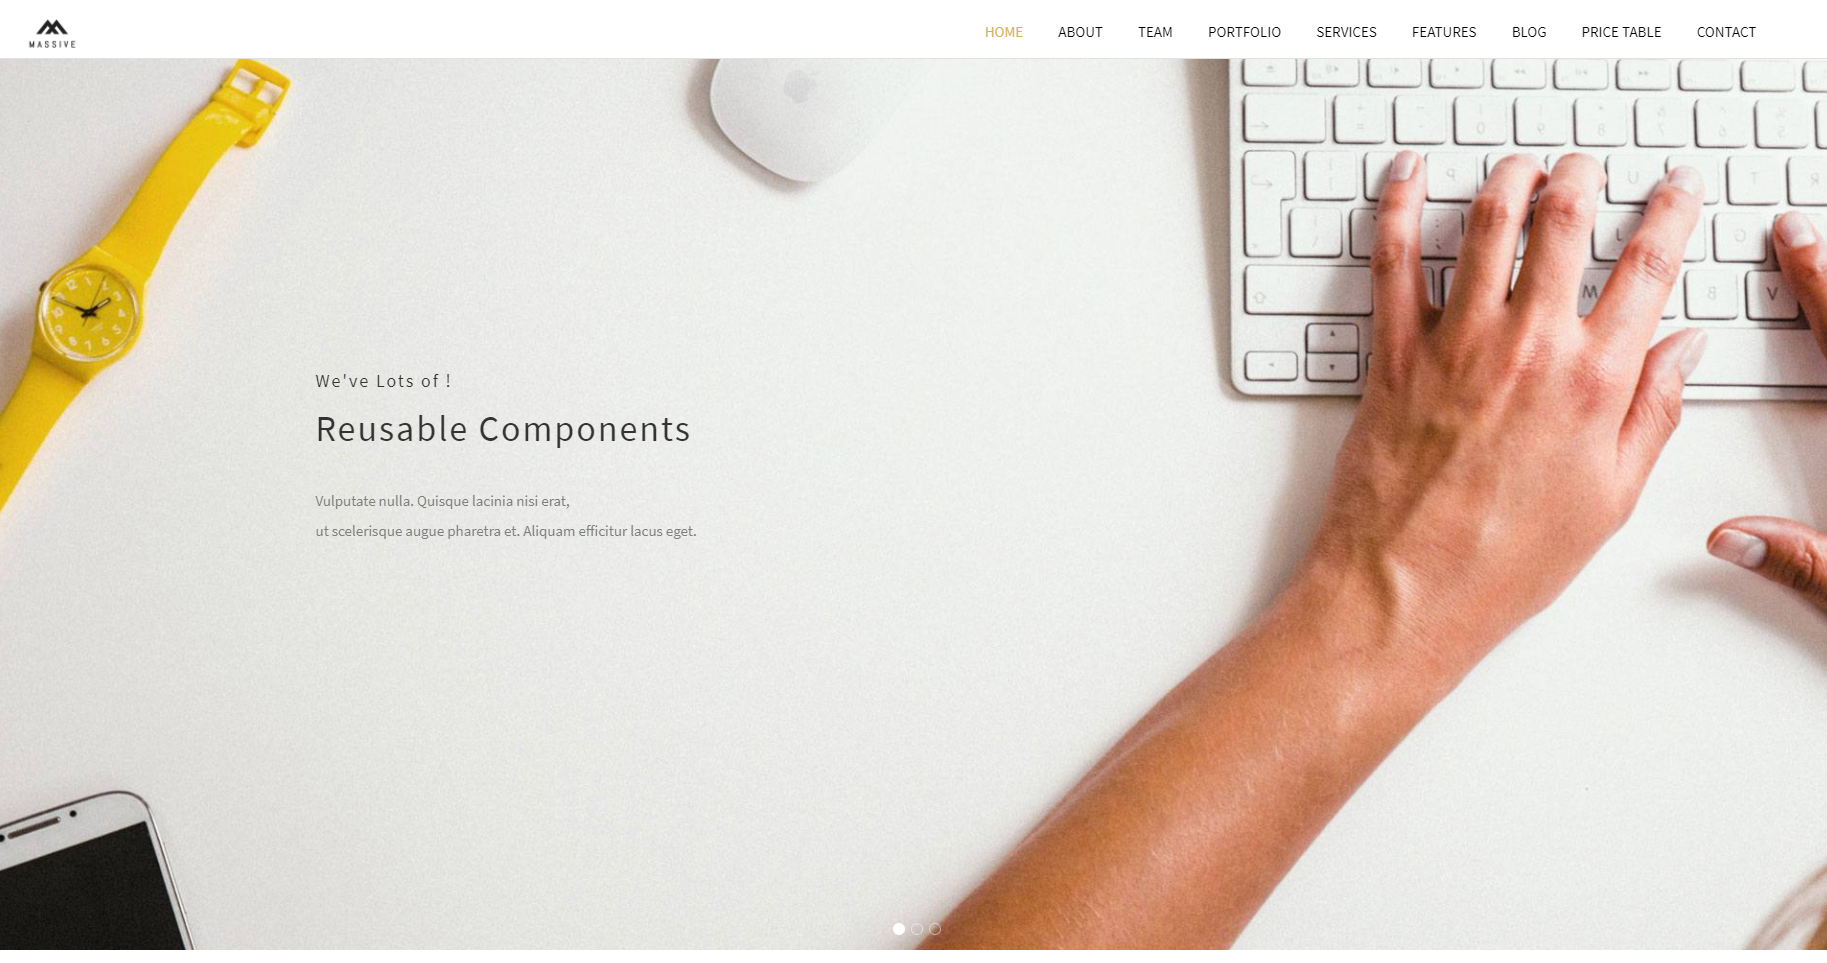 MASSIVE
HOME ABOUT TEAM PORTFOLIO SERVICES FEATURES BLOG PRICE TABLE CONTACT
We've Lots of !
Reusable Components
Vulputate nulla. Quisque lacinia nisi erat,
ut scelerisque augue pharetra et. Aliquam efficitur lacus eget.